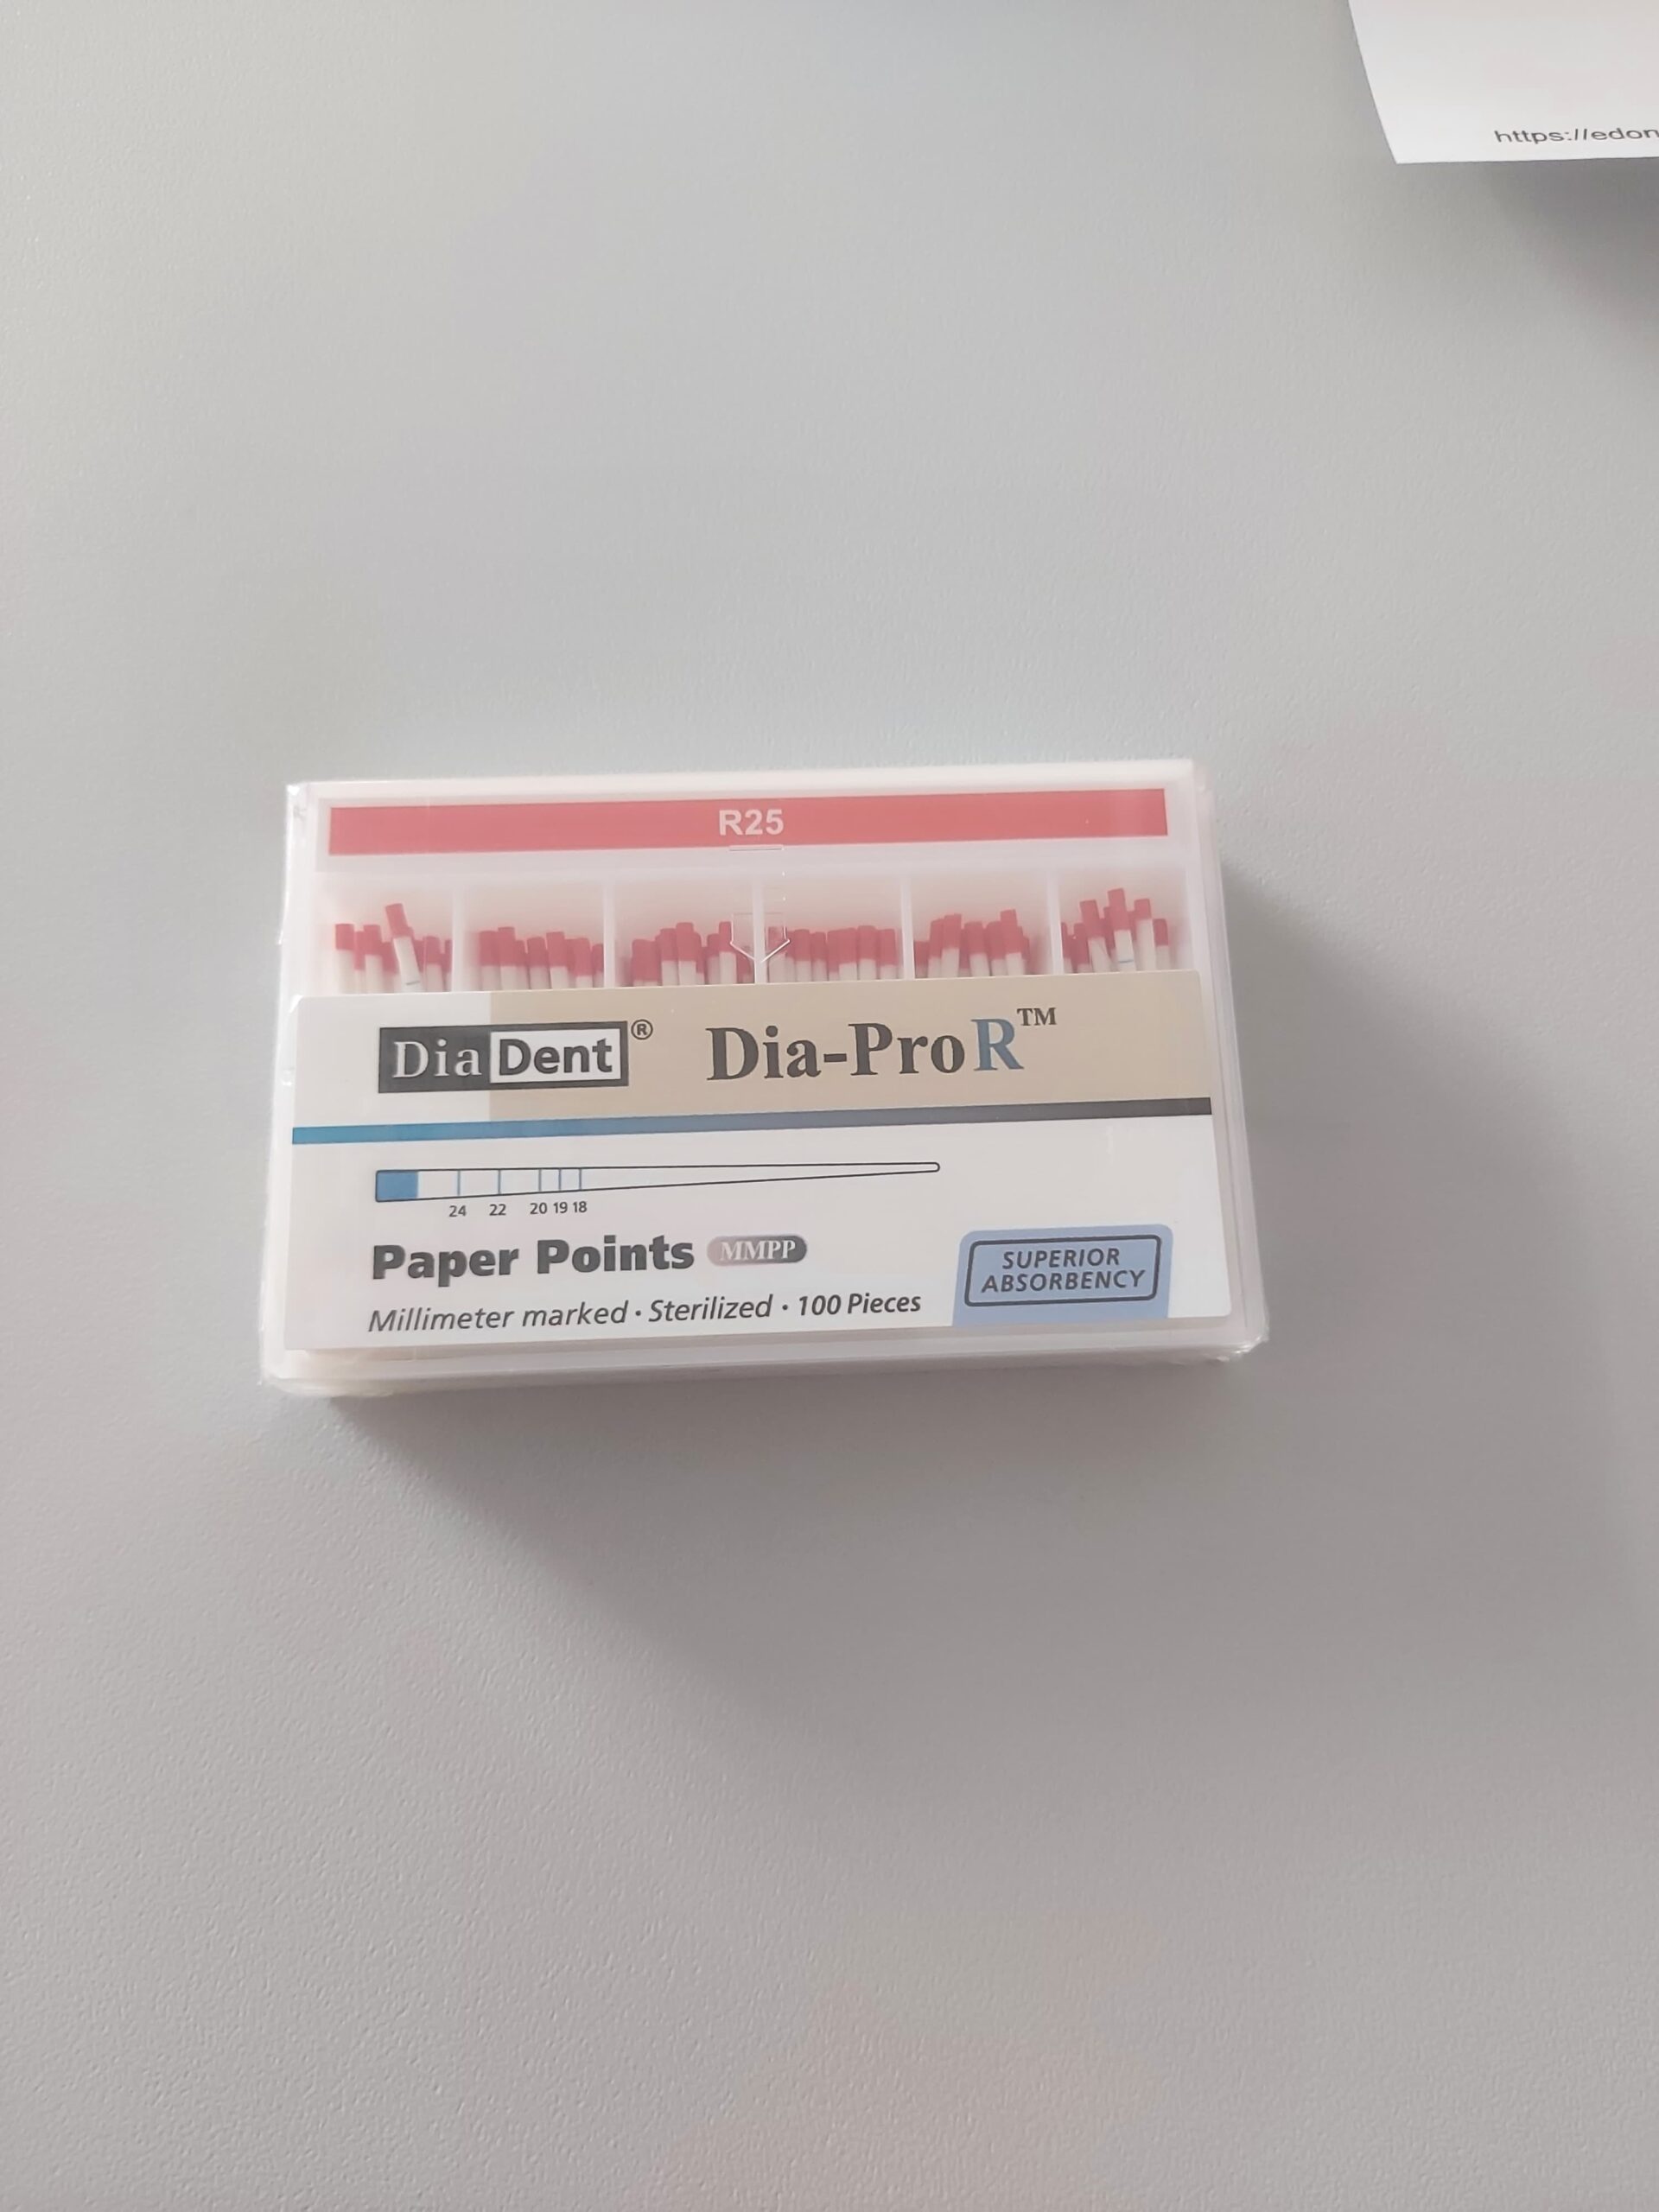 https://edon
R25
DiaDent® Dia-ProR™
24 22 20 19 18
Paper Points MMPP
Millimeter marked · Sterilized · 100 Pieces
SUPERIOR
ABSORBENCY